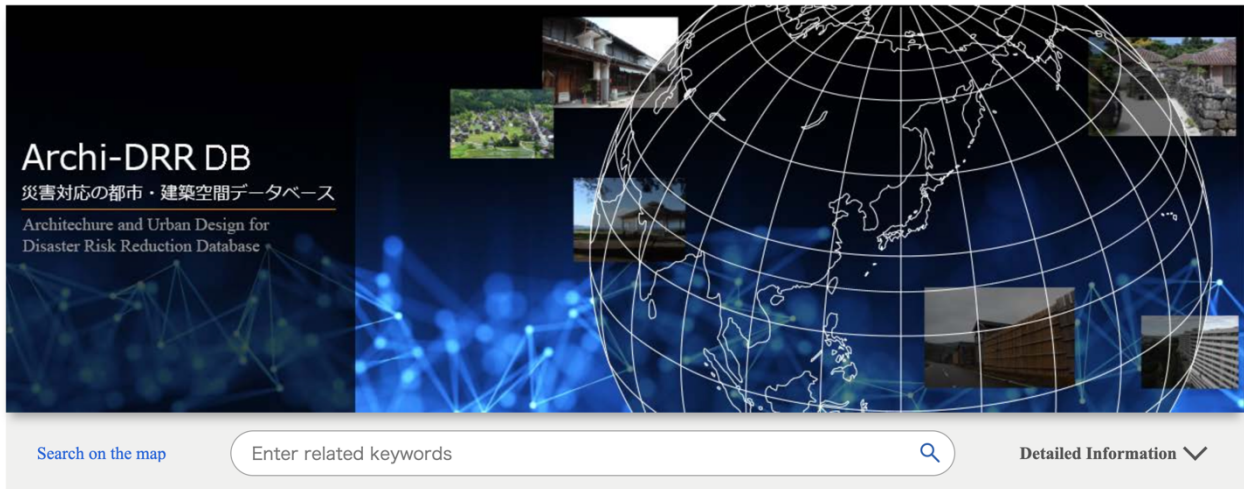 Archi-DRR DB
災害対応の都市・建築空間データベース
Architechure and Urban Design for
Disaster Risk Reduction Database
Search on the map
Enter related keywords
Detailed Information